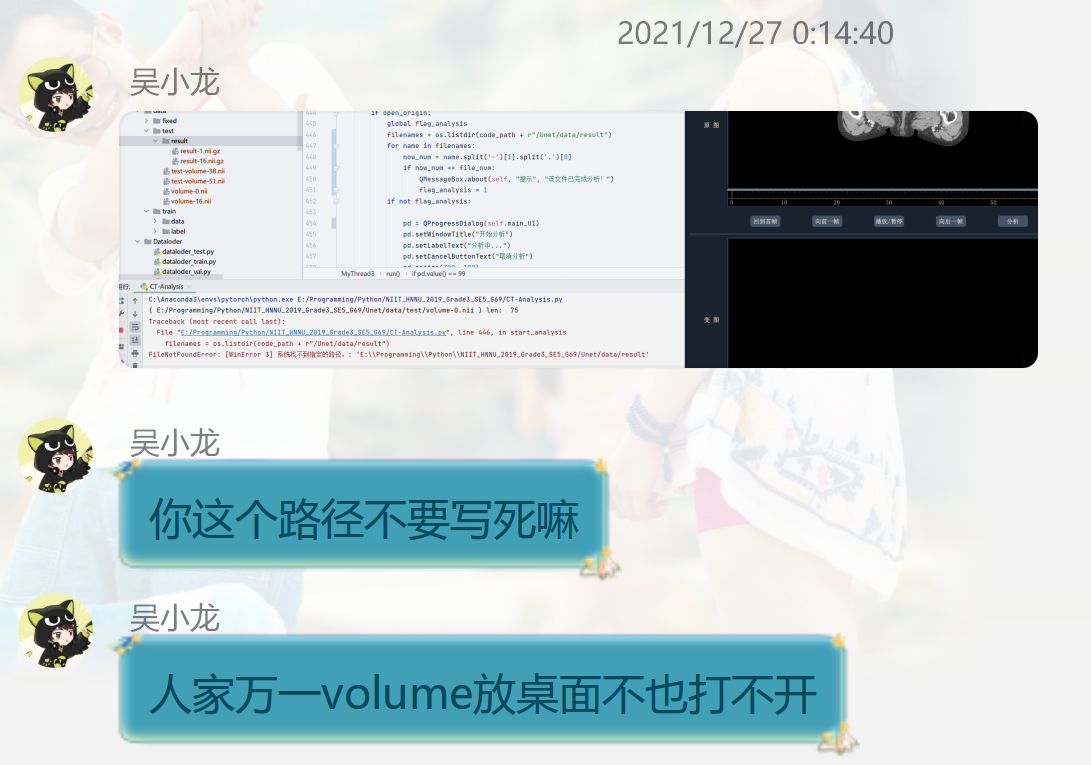 2021/12/27 0:14:40
吴小龙
fixed
test
result
result-1.nii.gz
result-16.nii.gz
test-volume-38.nii
test-volume-51.nii
volume-0.nii
volume-16.nii
train
data
label
Dataloder
dataloder_test.py
dataloder_train.py
dataloder_val.py
if open_origin:
445 global flag_analysis
446 filenames = os.listdir(code_path + r"/Unet/data/result")
447 for name in filenames:
448 now_num = name.split('-')[1].split('.')[0]
449 if now_num == file_num:
450 QMessageBox.about(self, "提示", "该文件已完成分析！")
451 flag_analysis = 1
452 if not flag_analysis:
453
454 pd = QProgressDialog(self.main_UI)
455 pd.setWindowTitle("开始分析")
456 pd.setLabelText("分析中...")
457 pd.setCancelButtonText("取消分析")
MyThread3 › run() › if pd.value() == 99
原 图
0 10 20 30 40 50
回到首帧 向前一帧 播放/暂停 向后一帧 分析
CT-Analysis
C:\Anaconda3\envs\pytorch\python.exe E:/Programming/Python/NIIT_HNNU_2019_Grade3_SE5_G69/CT-Analysis.py
( E:/Programming/Python/NIIT_HNNU_2019_Grade3_SE5_G69/Unet/data/test/volume-0.nii ) len: 75
Traceback (most recent call last):
File "E:/Programming/Python/NIIT_HNNU_2019_Grade3_SE5_G69/CT-Analysis.py", line 446, in start_analysis
filenames = os.listdir(code_path + r"/Unet/data/result")
FileNotFoundError: [WinError 3] 系统找不到指定的路径。: 'E:\\Programming\\Python\\NIIT_HNNU_2019_Grade3_SE5_G69/Unet/data/result'
吴小龙
你这个路径不要写死嘛
吴小龙
人家万一volume放桌面不也打不开